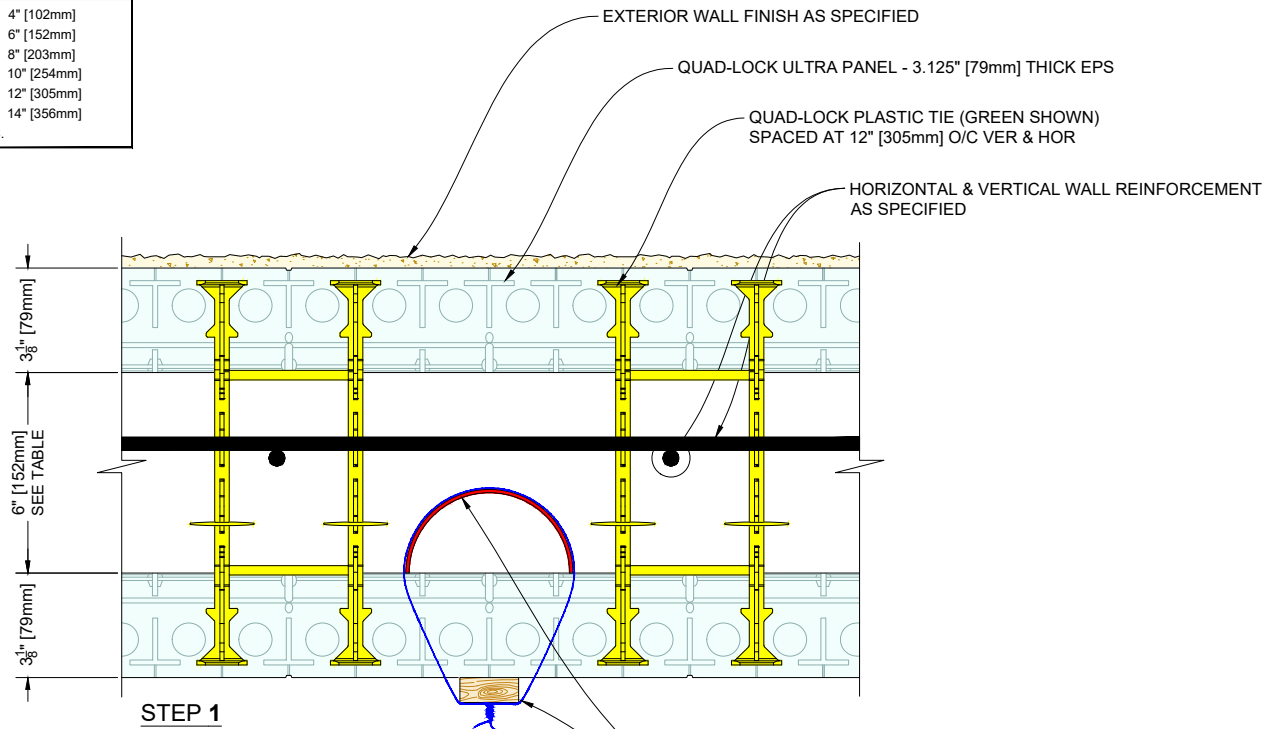 4" [102mm]
6" [152mm]
8" [203mm]
10" [254mm]
12" [305mm]
14" [356mm]
EXTERIOR WALL FINISH AS SPECIFIED
QUAD-LOCK ULTRA PANEL - 3.125" [79mm] THICK EPS
QUAD-LOCK PLASTIC TIE (GREEN SHOWN)
SPACED AT 12" [305mm] O/C VER & HOR
HORIZONTAL & VERTICAL WALL REINFORCEMENT
AS SPECIFIED
3⅛" [79mm]
6" [152mm]
SEE TABLE
3⅛" [79mm]
STEP 1